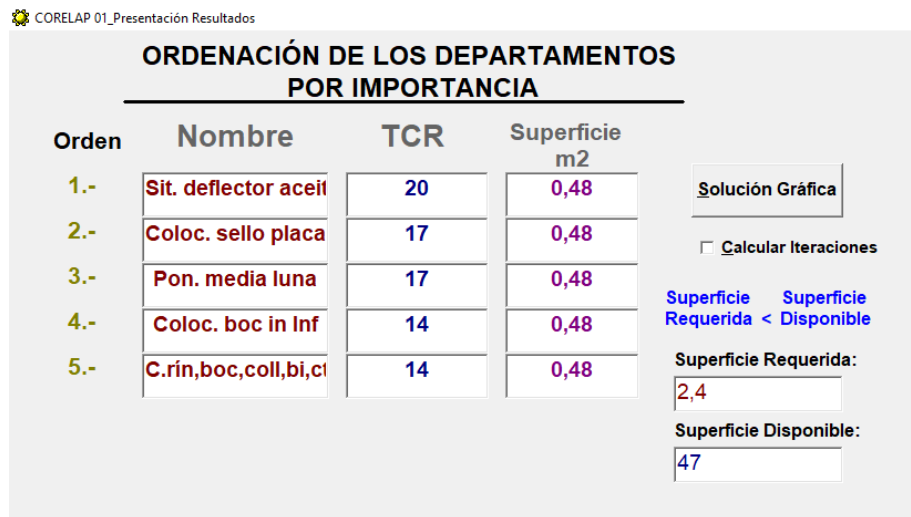 CORELAP 01_Presentación Resultados
ORDENACIÓN DE LOS DEPARTAMENTOS
POR IMPORTANCIA
Orden Nombre TCR Superficie m2
1.- Sit. deflector aceit 20 0,48
2.- Coloc. sello placa 17 0,48
3.- Pon. media luna 17 0,48
4.- Coloc. boc in Inf 14 0,48
5.- C.rín,boc,coll,bi,ct 14 0,48
Solución Gráfica
Calcular Iteraciones
Superficie Superficie
Requerida < Disponible
Superficie Requerida:
2,4
Superficie Disponible:
47